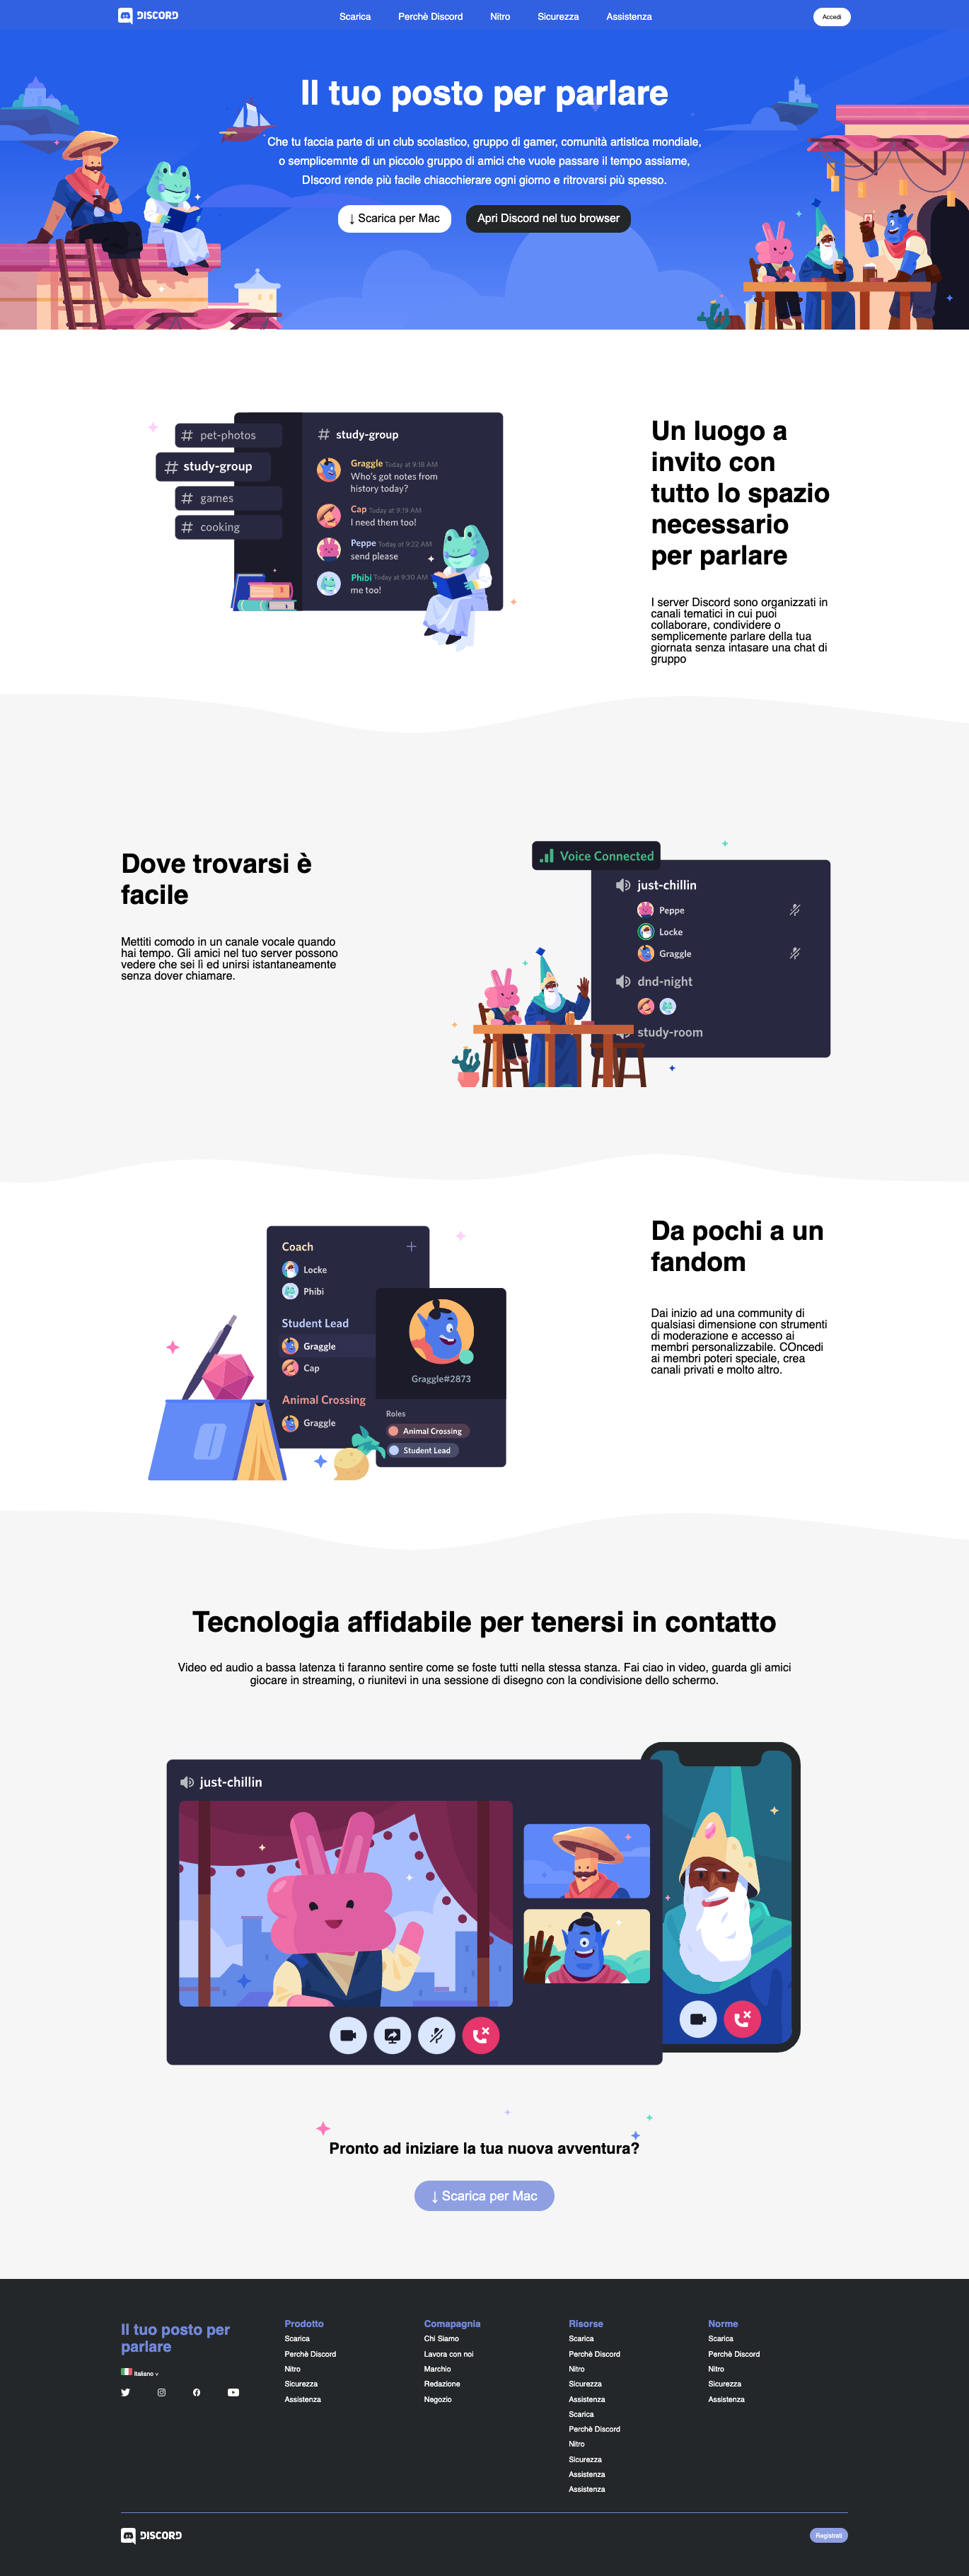 DISCORD
Scarica
Perchè Discord
Nitro
Sicurezza
Assistenza
Accedi
Il tuo posto per parlare
Che tu faccia parte di un club scolastico, gruppo di gamer, comunità artistica mondiale,
o semplicemnte di un piccolo gruppo di amici che vuole passare il tempo assiame,
DIscord rende più facile chiacchierare ogni giorno e ritrovarsi più spesso.
↓ Scarica per Mac
Apri Discord nel tuo browser
# pet-photos
# study-group
# games
# cooking
# study-group
Graggle Today at 9:18 AM
Who's got notes from
history today?
Cap Today at 9:19 AM
I need them too!
Peppe Today at 9:22 AM
send please
Phibi Today at 9:30 AM
me too!
Un luogo a
invito con
tutto lo spazio
necessario
per parlare
I server Discord sono organizzati in
canali tematici in cui puoi
collaborare, condividere o
semplicemente parlare della tua
giornata senza intasare una chat di
gruppo
Dove trovarsi è
facile
Mettiti comodo in un canale vocale quando
hai tempo. Gli amici nel tuo server possono
vedere che sei lì ed unirsi istantaneamente
senza dover chiamare.
Voice Connected
just-chillin
Peppe
Locke
Graggle
dnd-night
study-room
Coach
Locke
Phibi
Student Lead
Graggle
Cap
Animal Crossing
Graggle
Graggle#2873
Roles
Animal Crossing
Student Lead
Da pochi a un
fandom
Dai inizio ad una community di
qualsiasi dimensione con strumenti
di moderazione e accesso ai
membri personalizzabile. COncedi
ai membri poteri speciale, crea
canali privati e molto altro.
Tecnologia affidabile per tenersi in contatto
Video ed audio a bassa latenza ti faranno sentire come se foste tutti nella stessa stanza. Fai ciao in video, guarda gli amici
giocare in streaming, o riunitevi in una sessione di disegno con la condivisione dello schermo.
just-chillin
Pronto ad iniziare la tua nuova avventura?
↓ Scarica per Mac
Il tuo posto per
parlare
Italiano v
Prodotto
Scarica
Perchè Discord
Nitro
Sicurezza
Assistenza
Comapagnia
Chi Siamo
Lavora con noi
Marchio
Redazione
Negozio
Risorse
Scarica
Perchè Discord
Nitro
Sicurezza
Assistenza
Scarica
Perchè Discord
Nitro
Sicurezza
Assistenza
Assistenza
Norme
Scarica
Perchè Discord
Nitro
Sicurezza
Assistenza
DISCORD
Registrati